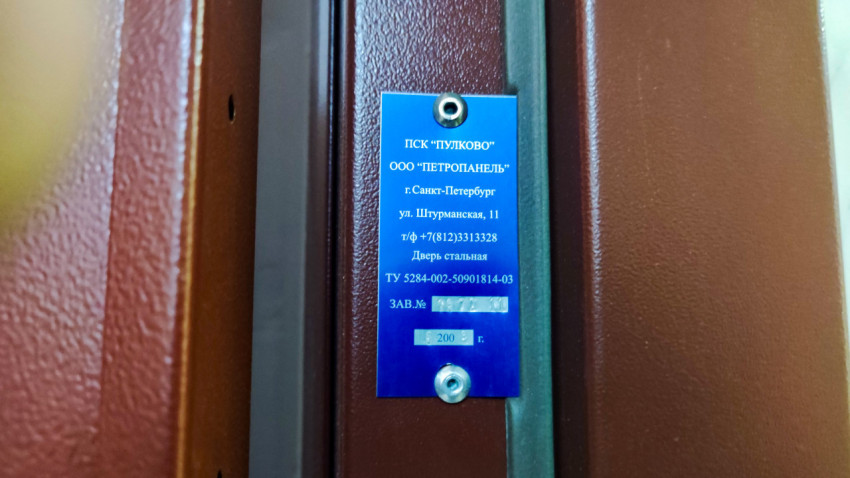 ПСК “ПУЛКОВО”
ООО “ПЕТРОПАНЕЛЬ”
г.Санкт-Петербург
ул. Штурманская, 11
т/ф +7(812)3313328
Дверь стальная
ТУ 5284-002-50901814-03
ЗАВ.№
200 г.